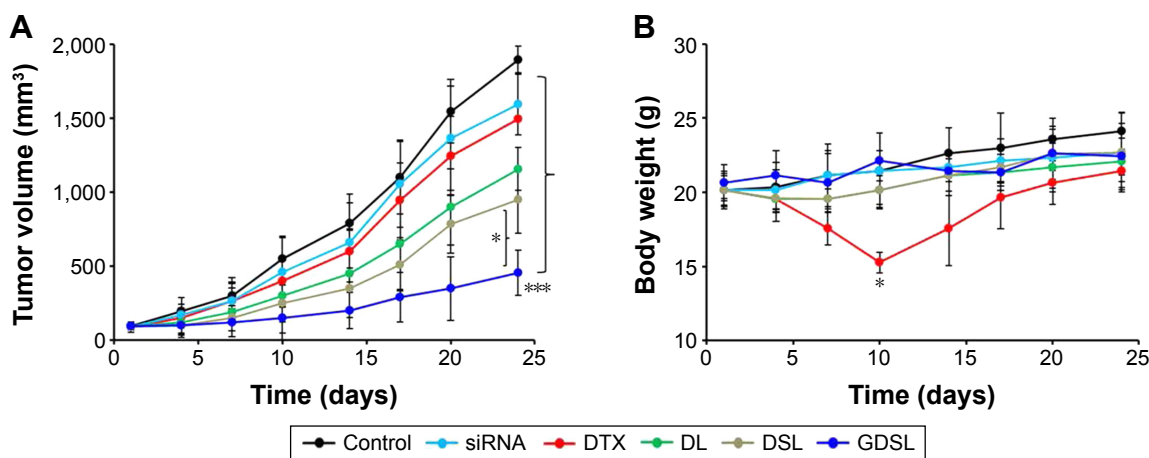 A
Tumor volume (mm³)
2,000
1,500
1,000
500
0
*
***
0 5 10 15 20 25
Time (days)
B
Body weight (g)
30
25
20
15
10
*
0 5 10 15 20 25
Time (days)
Control siRNA DTX DL DSL GDSL